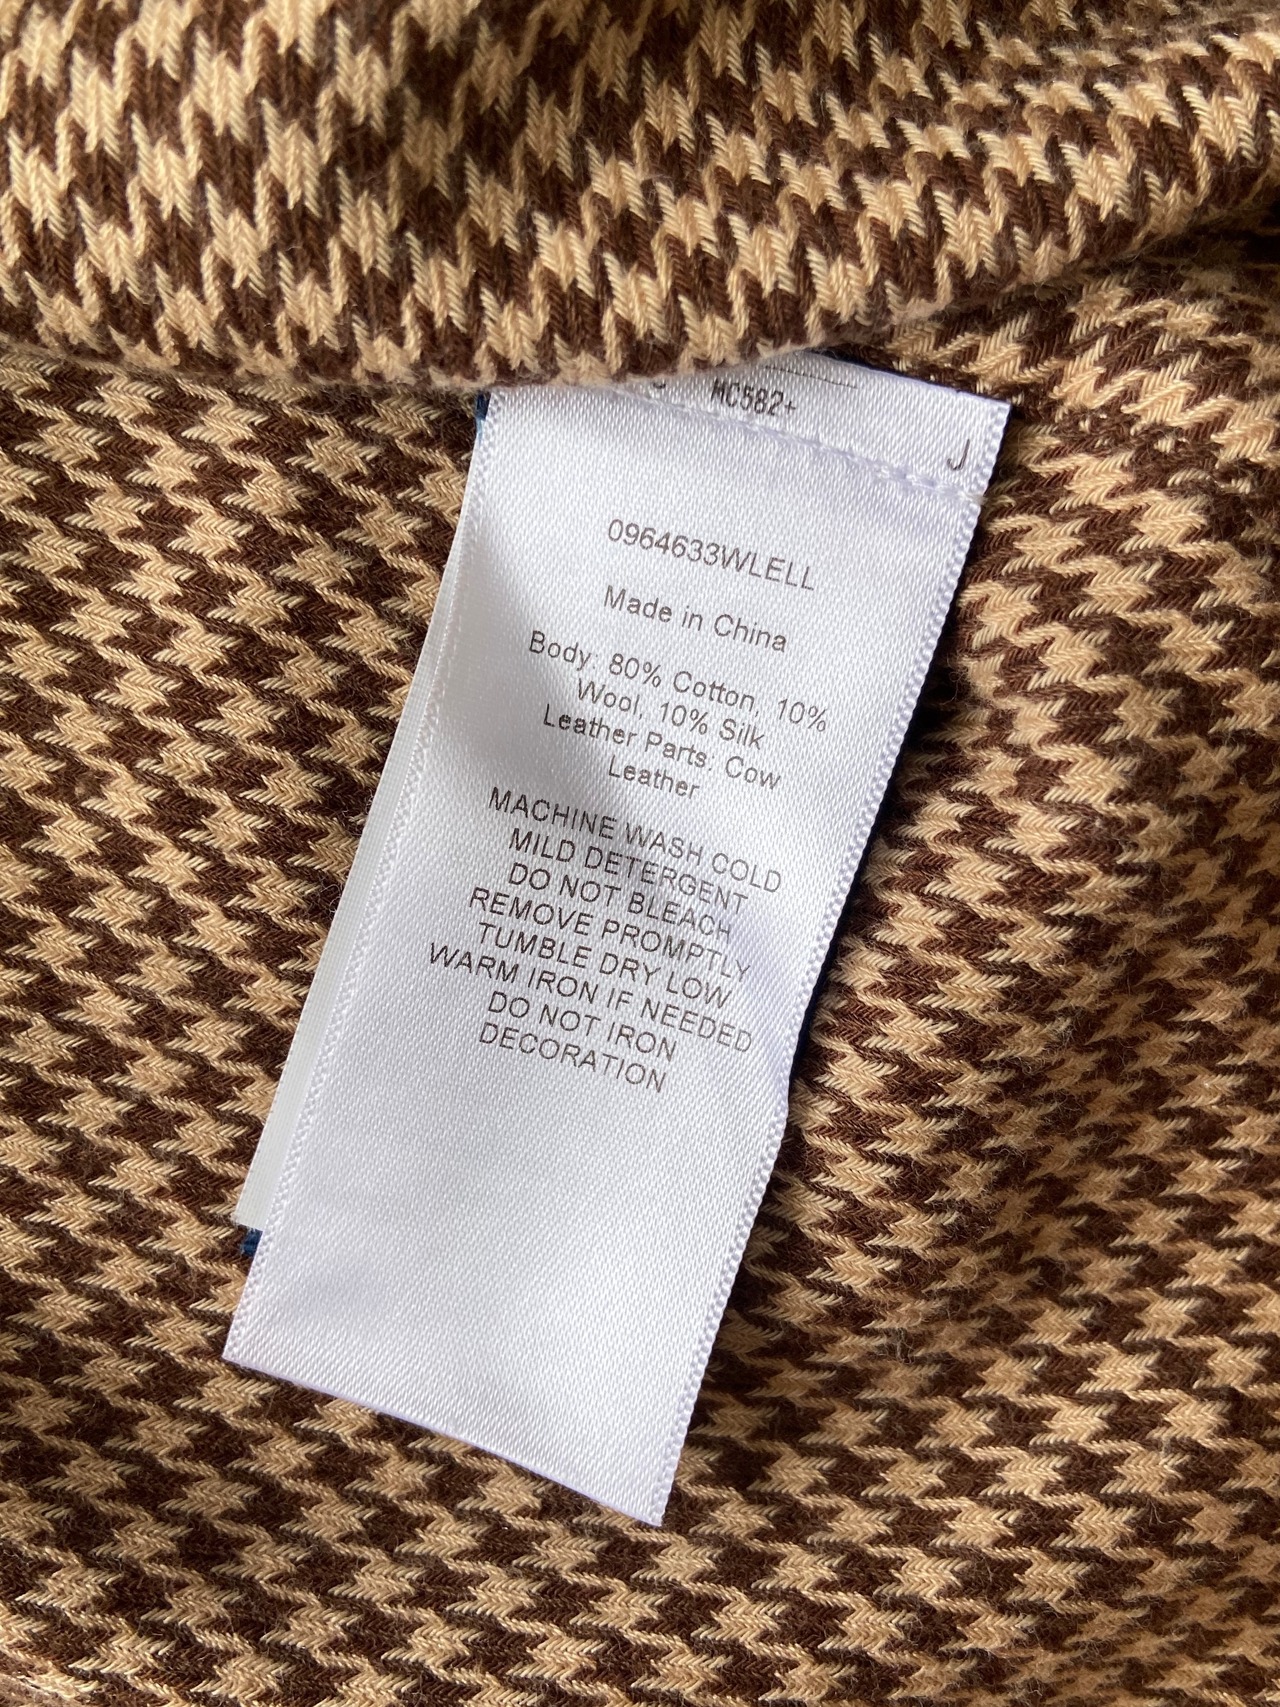 MC582+
J
0964633WLELL
Made in China
Body: 80% Cotton, 10%
Wool, 10% Silk
Leather Parts: Cow
Leather
MACHINE WASH COLD
MILD DETERGENT
DO NOT BLEACH
REMOVE PROMPTLY
TUMBLE DRY LOW
WARM IRON IF NEEDED
DO NOT IRON
DECORATION